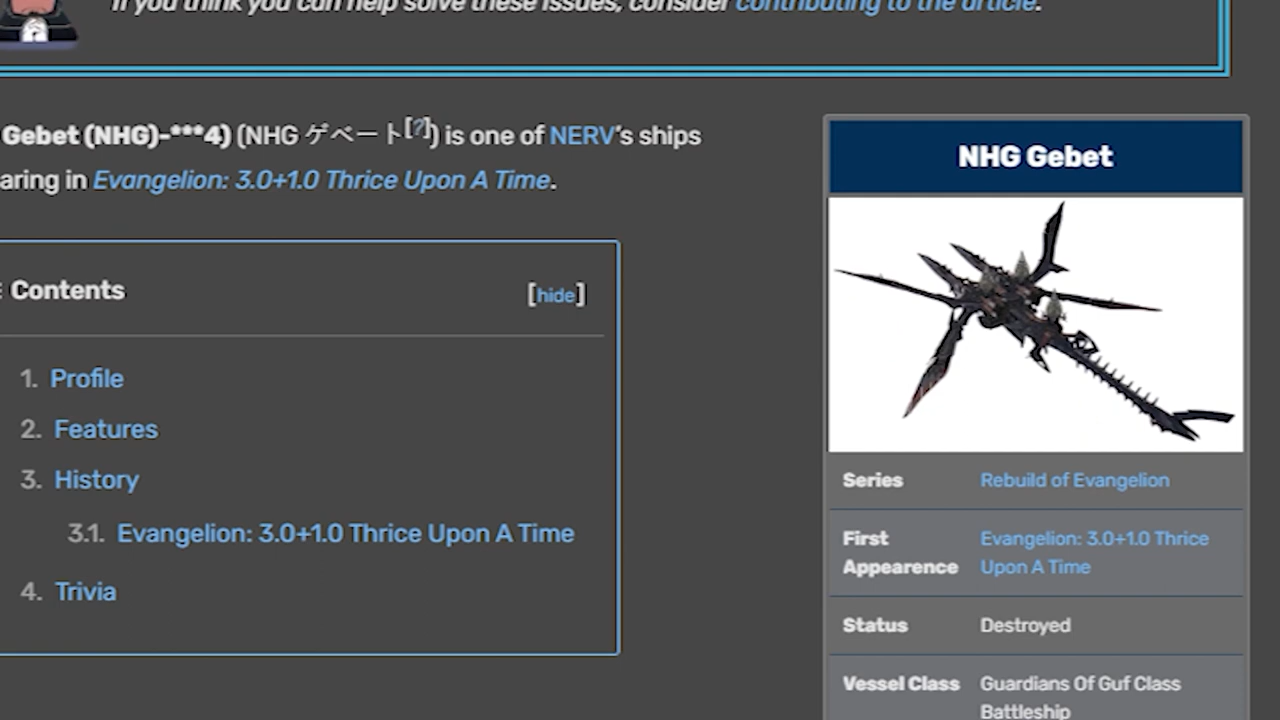 If you think you can help solve these issues, consider contributing to the article.
Gebet (NHG)-***4) (NHG ゲベート[?]) is one of NERV's ships
aring in Evangelion: 3.0+1.0 Thrice Upon A Time.
Contents [hide]
1. Profile
2. Features
3. History
3.1. Evangelion: 3.0+1.0 Thrice Upon A Time
4. Trivia
NHG Gebet
Series Rebuild of Evangelion
First Evangelion: 3.0+1.0 Thrice
Appearence Upon A Time
Status Destroyed
Vessel Class Guardians Of Guf Class
Battleship